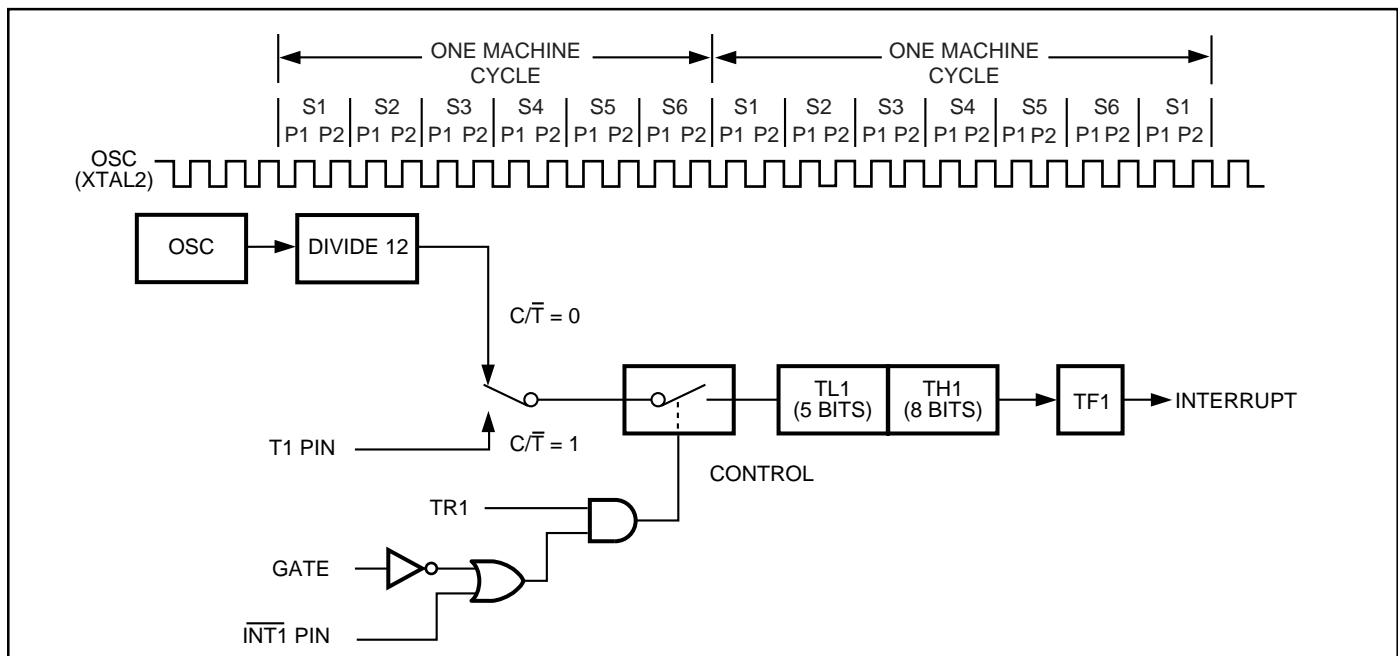 ONE MACHINE CYCLE
ONE MACHINE CYCLE
S1 S2 S3 S4 S5 S6 S1 S2 S3 S4 S5 S6 S1
P1 P2 P1 P2 P1 P2 P1 P2 P1 P2 P1 P2 P1 P2 P1 P2 P1 P2 P1 P2 P1 P2 P1 P2 P1 P2
OSC
(XTAL2)
OSC
DIVIDE 12
C/T̅ = 0
TL1
(5 BITS)
TH1
(8 BITS)
TF1
INTERRUPT
T1 PIN
C/T̅ = 1
CONTROL
TR1
GATE
I̅N̅T̅1̅ PIN